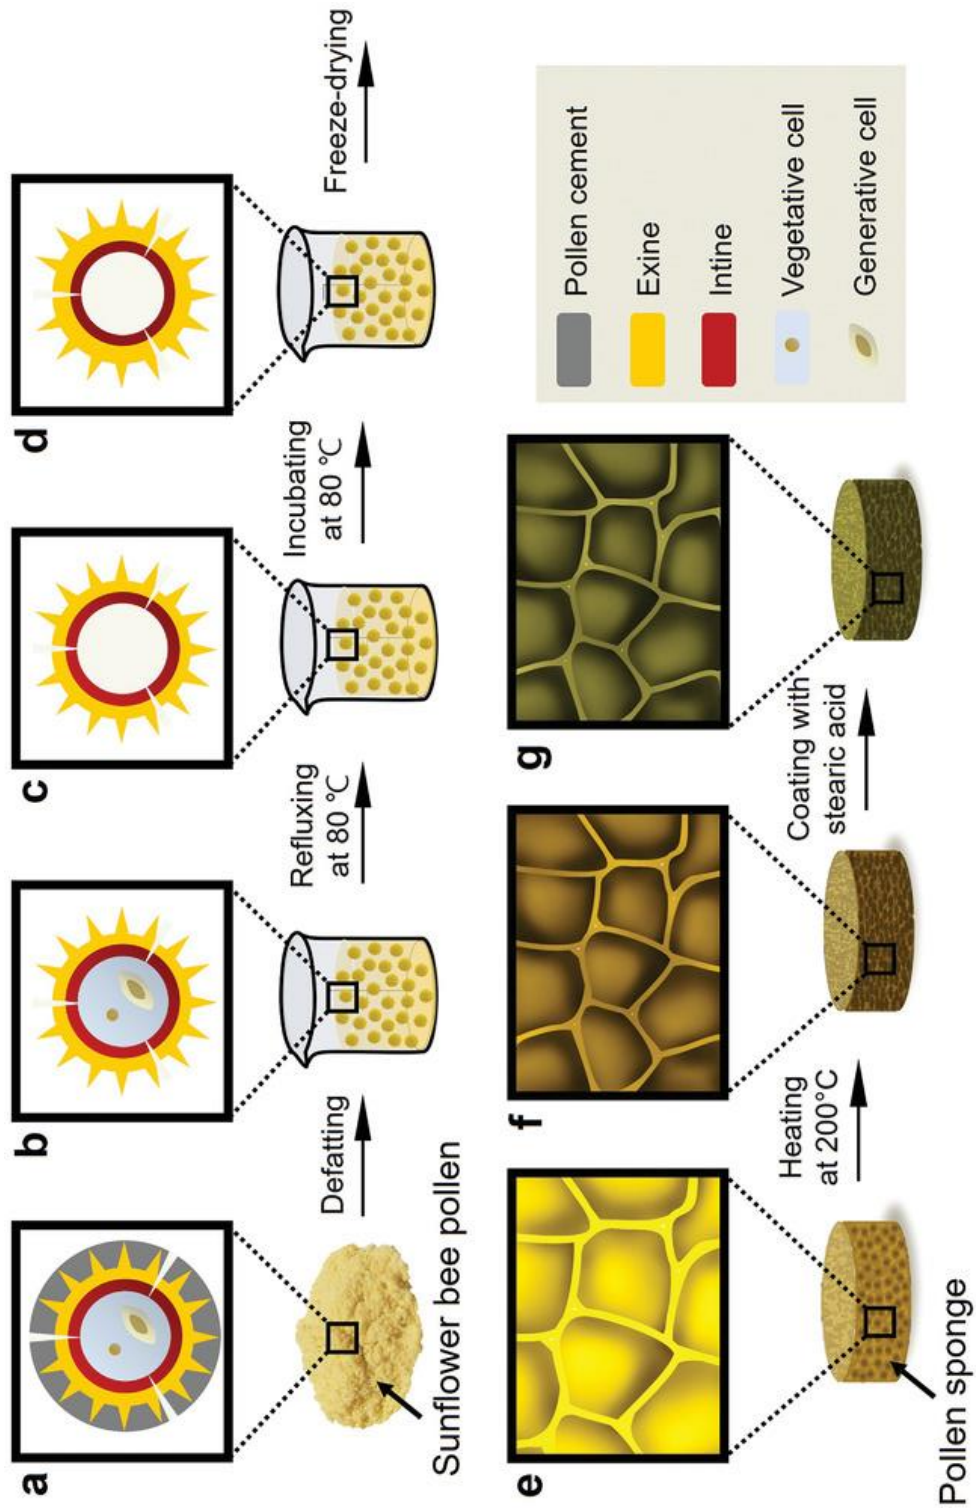 a
b
c
d
Defatting
Refluxing
at 80 ℃
Incubating
at 80 ℃
Freeze-drying
Sunflower bee pollen
e
f
g
Heating
at 200°C
Coating with
stearic acid
Pollen sponge
Pollen cement
Exine
Intine
Vegetative cell
Generative cell